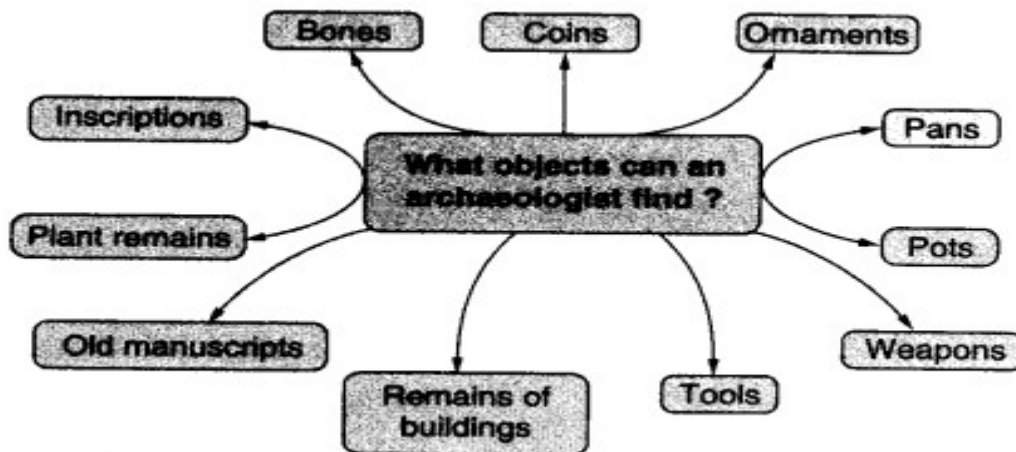 Bones
Coins
Ornaments
Inscriptions
Pans
What objects can an
archaeologist find ?
Plant remains
Pots
Old manuscripts
Weapons
Remains of
buildings
Tools